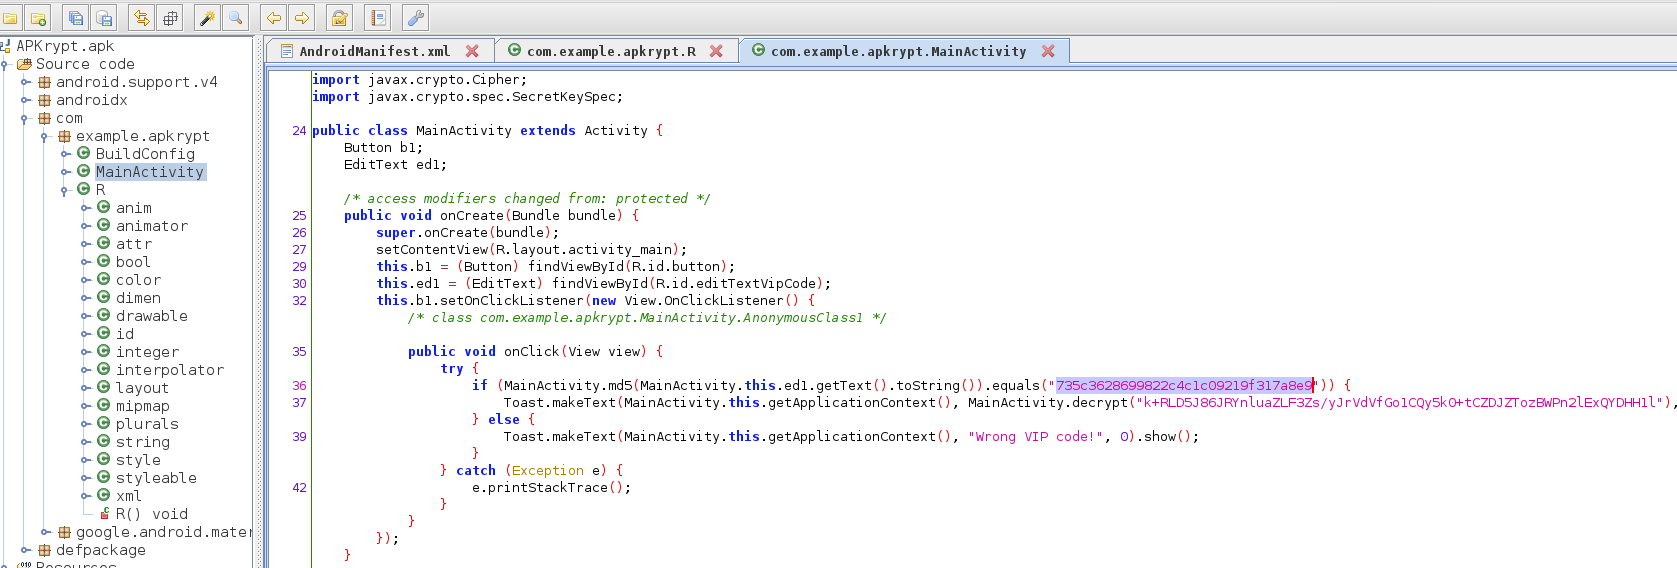 APKrypt.apk
Source code
android.support.v4
androidx
com
example.apkrypt
BuildConfig
MainActivity
R
anim
animator
attr
bool
color
dimen
drawable
id
integer
interpolator
layout
mipmap
plurals
string
style
styleable
xml
R() void
google.android.mater
defpackage
Resources
AndroidManifest.xml
com.example.apkrypt.R
com.example.apkrypt.MainActivity
import javax.crypto.Cipher;
import javax.crypto.spec.SecretKeySpec;
24 public class MainActivity extends Activity {
Button b1;
EditText ed1;
/* access modifiers changed from: protected */
25 public void onCreate(Bundle bundle) {
26 super.onCreate(bundle);
27 setContentView(R.layout.activity_main);
29 this.b1 = (Button) findViewById(R.id.button);
30 this.ed1 = (EditText) findViewById(R.id.editTextVipCode);
32 this.b1.setOnClickListener(new View.OnClickListener() {
/* class com.example.apkrypt.MainActivity.AnonymousClass1 */
35 public void onClick(View view) {
try {
36 if (MainActivity.md5(MainActivity.this.ed1.getText().toString()).equals("735c3628699822c4c1c09219f317a8e9")) {
37 Toast.makeText(MainActivity.this.getApplicationContext(), MainActivity.decrypt("k+RLD5J86JRYnluaZLF3Zs/yJrVdVfGo1CQy5k0+tCZDJZTozBWPn2lExQYDHH1l"),
} else {
39 Toast.makeText(MainActivity.this.getApplicationContext(), "Wrong VIP code!", 0).show();
}
} catch (Exception e) {
42 e.printStackTrace();
}
}
});
}